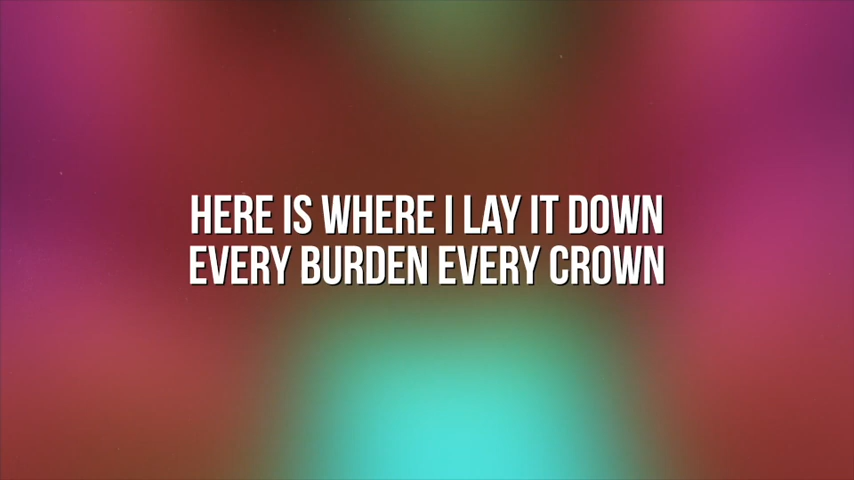 HERE IS WHERE I LAY IT DOWN
EVERY BURDEN EVERY CROWN